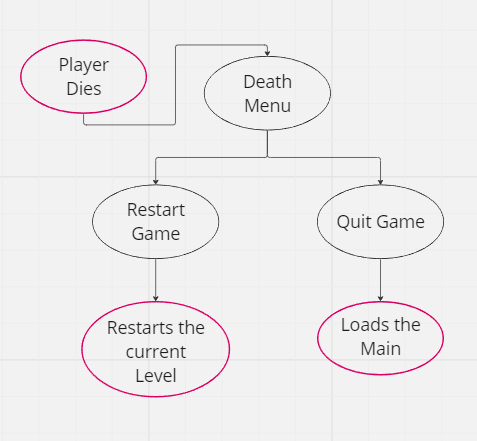 Player
Dies
Death
Menu
Restart
Game
Quit Game
Restarts the
current
Level
Loads the
Main